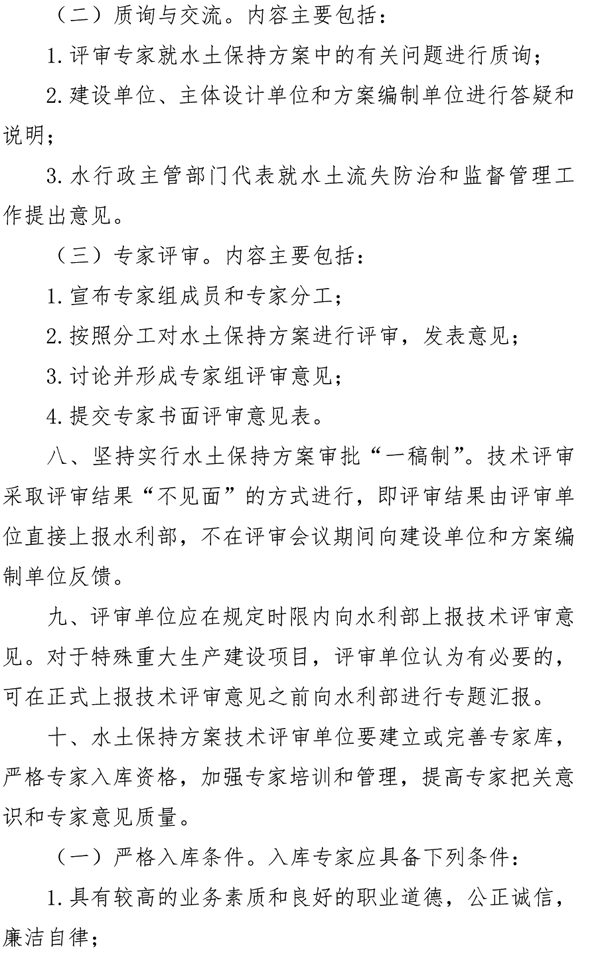 （二）质询与交流。内容主要包括：
1.评审专家就水土保持方案中的有关问题进行质询；
2.建设单位、主体设计单位和方案编制单位进行答疑和
说明；
3.水行政主管部门代表就水土流失防治和监督管理工
作提出意见。
（三）专家评审。内容主要包括：
1.宣布专家组成员和专家分工；
2.按照分工对水土保持方案进行评审，发表意见；
3.讨论并形成专家组评审意见；
4.提交专家书面评审意见表。
八、坚持实行水土保持方案审批“一稿制”。技术评审
采取评审结果“不见面”的方式进行，即评审结果由评审单
位直接上报水利部，不在评审会议期间向建设单位和方案编
制单位反馈。
九、评审单位应在规定时限内向水利部上报技术评审意
见。对于特殊重大生产建设项目，评审单位认为有必要的，
可在正式上报技术评审意见之前向水利部进行专题汇报。
十、水土保持方案技术评审单位要建立或完善专家库，
严格专家入库资格，加强专家培训和管理，提高专家把关意
识和专家意见质量。
（一）严格入库条件。入库专家应具备下列条件：
1.具有较高的业务素质和良好的职业道德，公正诚信，
廉洁自律；